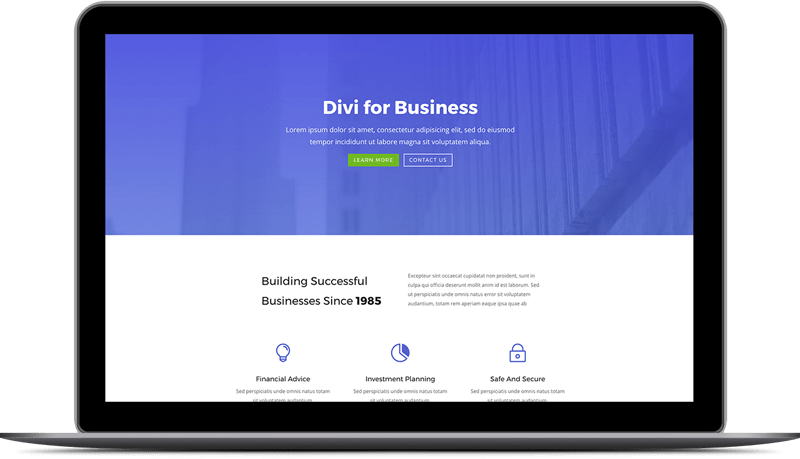 Divi for Business
Lorem ipsum dolor sit amet, consectetur adipisicing elit, sed do eiusmod
tempor incididunt ut labore magna sit voluptatem aliqua.
LEARN MORE
CONTACT US
Building Successful
Businesses Since 1985
Excepteur sint occaecat cupidatat non proident, sunt in
culpa qui officia deserunt mollit anim id est laborum. Sed
ut perspiciatis unde omnis natus error sit voluptatem
audantium, totam rem aperiam eaque ipsa quae ab
Financial Advice
Sed perspiciatis unde omnis natus totam
sit voluptatem audantium
Investment Planning
Sed perspiciatis unde omnis natus totam
sit voluptatem audantium
Safe And Secure
Sed perspiciatis unde omnis natus totam
sit voluptatem audantium